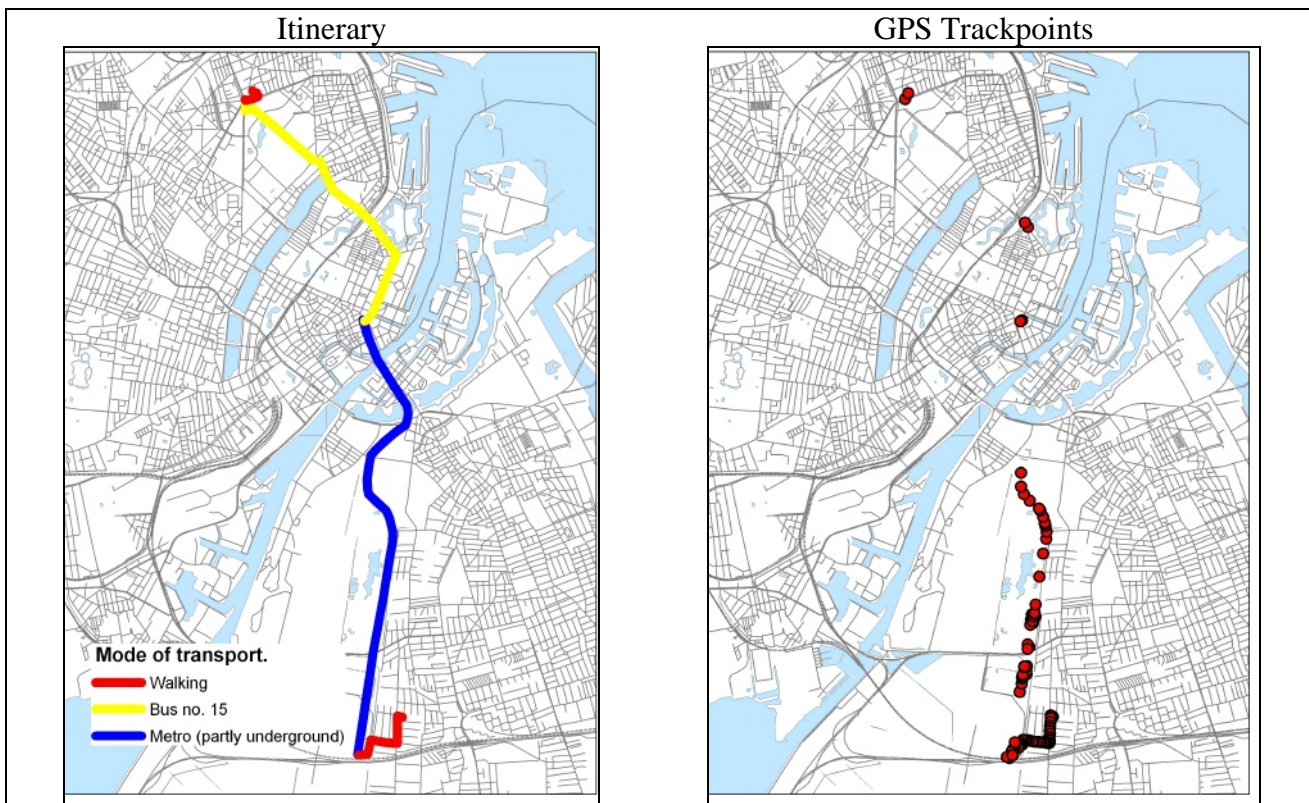 Itinerary
GPS Trackpoints
Mode of transport.
Walking
Bus no. 15
Metro (partly underground)